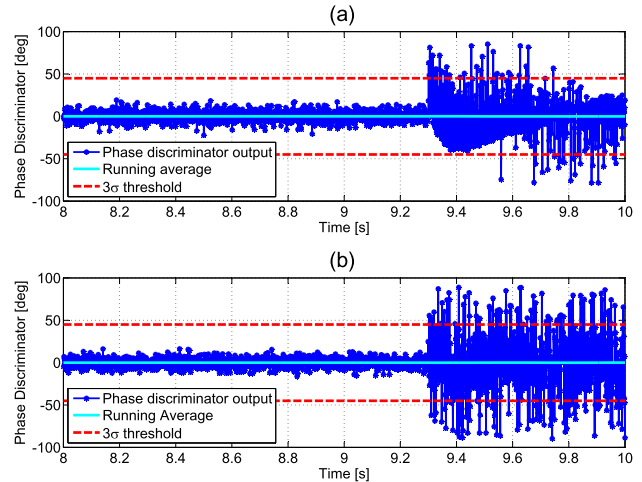 (a)
Phase Discriminator [deg]
100
50
0
-50
-100
Phase discriminator output
Running average
3σ threshold
8 8.2 8.4 8.6 8.8 9 9.2 9.4 9.6 9.8 10
Time [s]
(b)
Phase Discriminator [deg]
100
50
0
-50
-100
Phase discriminator output
Running Average
3σ threshold
8 8.2 8.4 8.6 8.8 9 9.2 9.4 9.6 9.8 10
Time [s]